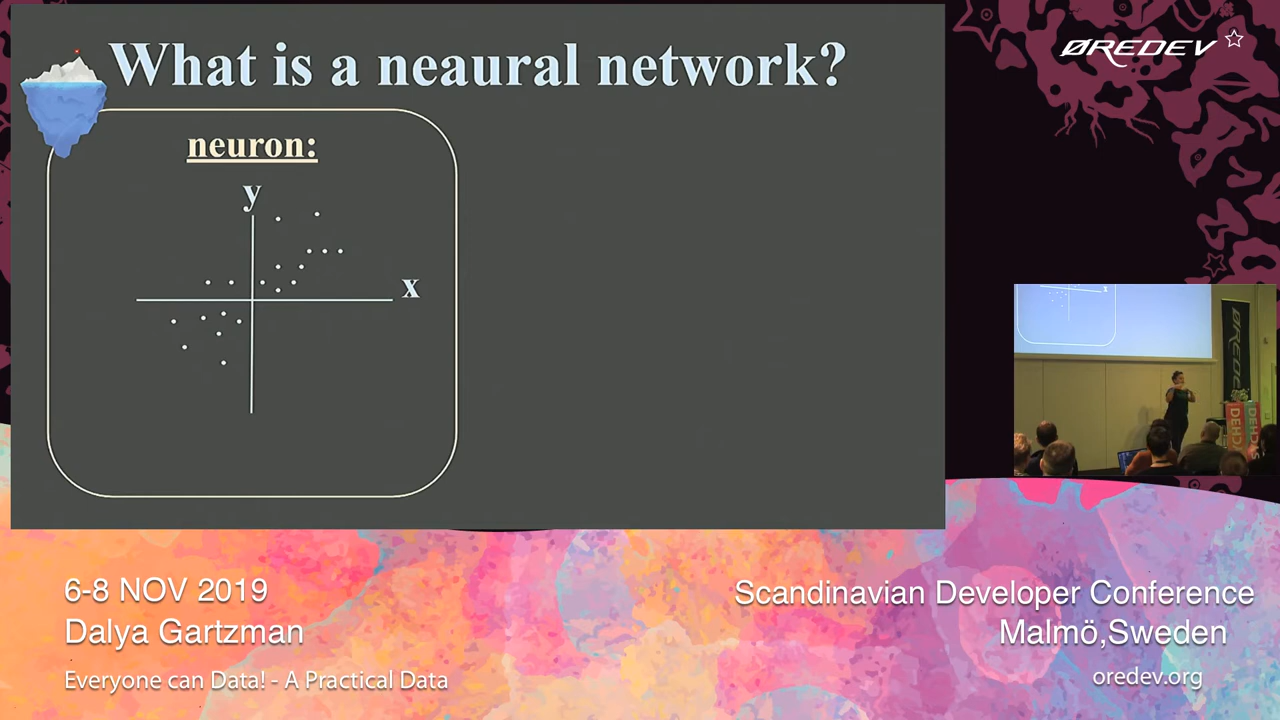 What is a neaural network?
neuron:
y
x
ØREDEV
x
ØREDE
6-8 NOV 2019
Dalya Gartzman
Everyone can Data! - A Practical Data
Scandinavian Developer Conference
Malmö,Sweden
oredev.org